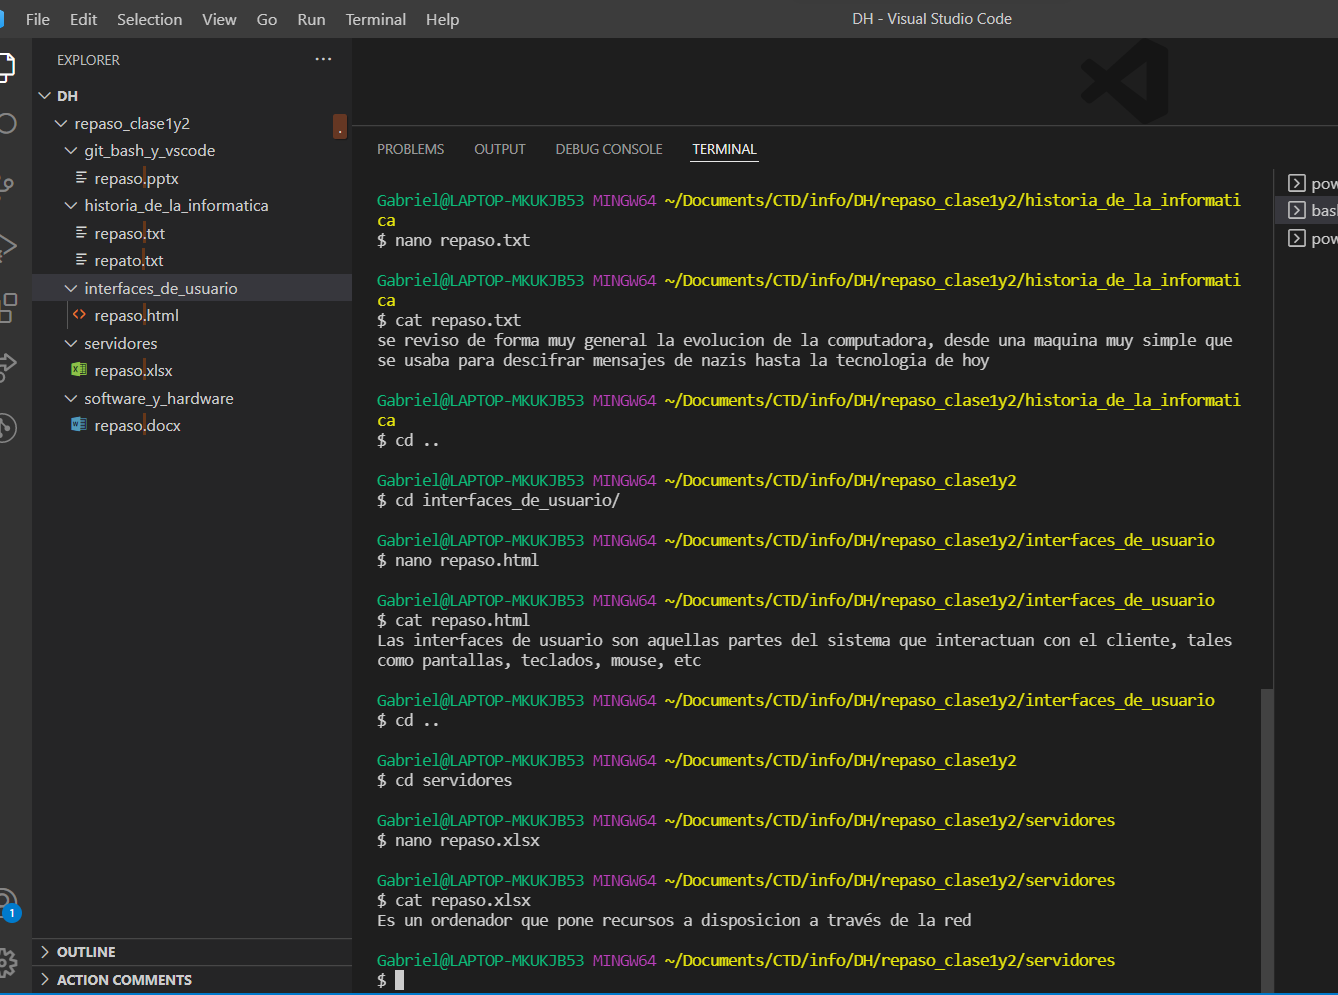 File Edit Selection View Go Run Terminal Help
DH - Visual Studio Code
EXPLORER
DH
repaso_clase1y2
git_bash_y_vscode
repaso.pptx
historia_de_la_informatica
repaso.txt
repato.txt
interfaces_de_usuario
repaso.html
servidores
repaso.xlsx
software_y_hardware
repaso.docx
1
OUTLINE
ACTION COMMENTS
PROBLEMS OUTPUT DEBUG CONSOLE TERMINAL
Gabriel@LAPTOP-MKUKJB53 MINGW64 ~/Documents/CTD/info/DH/repaso_clase1y2/historia_de_la_informati
ca
$ nano repaso.txt
Gabriel@LAPTOP-MKUKJB53 MINGW64 ~/Documents/CTD/info/DH/repaso_clase1y2/historia_de_la_informati
ca
$ cat repaso.txt
se reviso de forma muy general la evolucion de la computadora, desde una maquina muy simple que
se usaba para descifrar mensajes de nazis hasta la tecnologia de hoy
Gabriel@LAPTOP-MKUKJB53 MINGW64 ~/Documents/CTD/info/DH/repaso_clase1y2/historia_de_la_informati
ca
$ cd ..
Gabriel@LAPTOP-MKUKJB53 MINGW64 ~/Documents/CTD/info/DH/repaso_clase1y2
$ cd interfaces_de_usuario/
Gabriel@LAPTOP-MKUKJB53 MINGW64 ~/Documents/CTD/info/DH/repaso_clase1y2/interfaces_de_usuario
$ nano repaso.html
Gabriel@LAPTOP-MKUKJB53 MINGW64 ~/Documents/CTD/info/DH/repaso_clase1y2/interfaces_de_usuario
$ cat repaso.html
Las interfaces de usuario son aquellas partes del sistema que interactuan con el cliente, tales
como pantallas, teclados, mouse, etc
Gabriel@LAPTOP-MKUKJB53 MINGW64 ~/Documents/CTD/info/DH/repaso_clase1y2/interfaces_de_usuario
$ cd ..
Gabriel@LAPTOP-MKUKJB53 MINGW64 ~/Documents/CTD/info/DH/repaso_clase1y2
$ cd servidores
Gabriel@LAPTOP-MKUKJB53 MINGW64 ~/Documents/CTD/info/DH/repaso_clase1y2/servidores
$ nano repaso.xlsx
Gabriel@LAPTOP-MKUKJB53 MINGW64 ~/Documents/CTD/info/DH/repaso_clase1y2/servidores
$ cat repaso.xlsx
Es un ordenador que pone recursos a disposicion a través de la red
Gabriel@LAPTOP-MKUKJB53 MINGW64 ~/Documents/CTD/info/DH/repaso_clase1y2/servidores
$